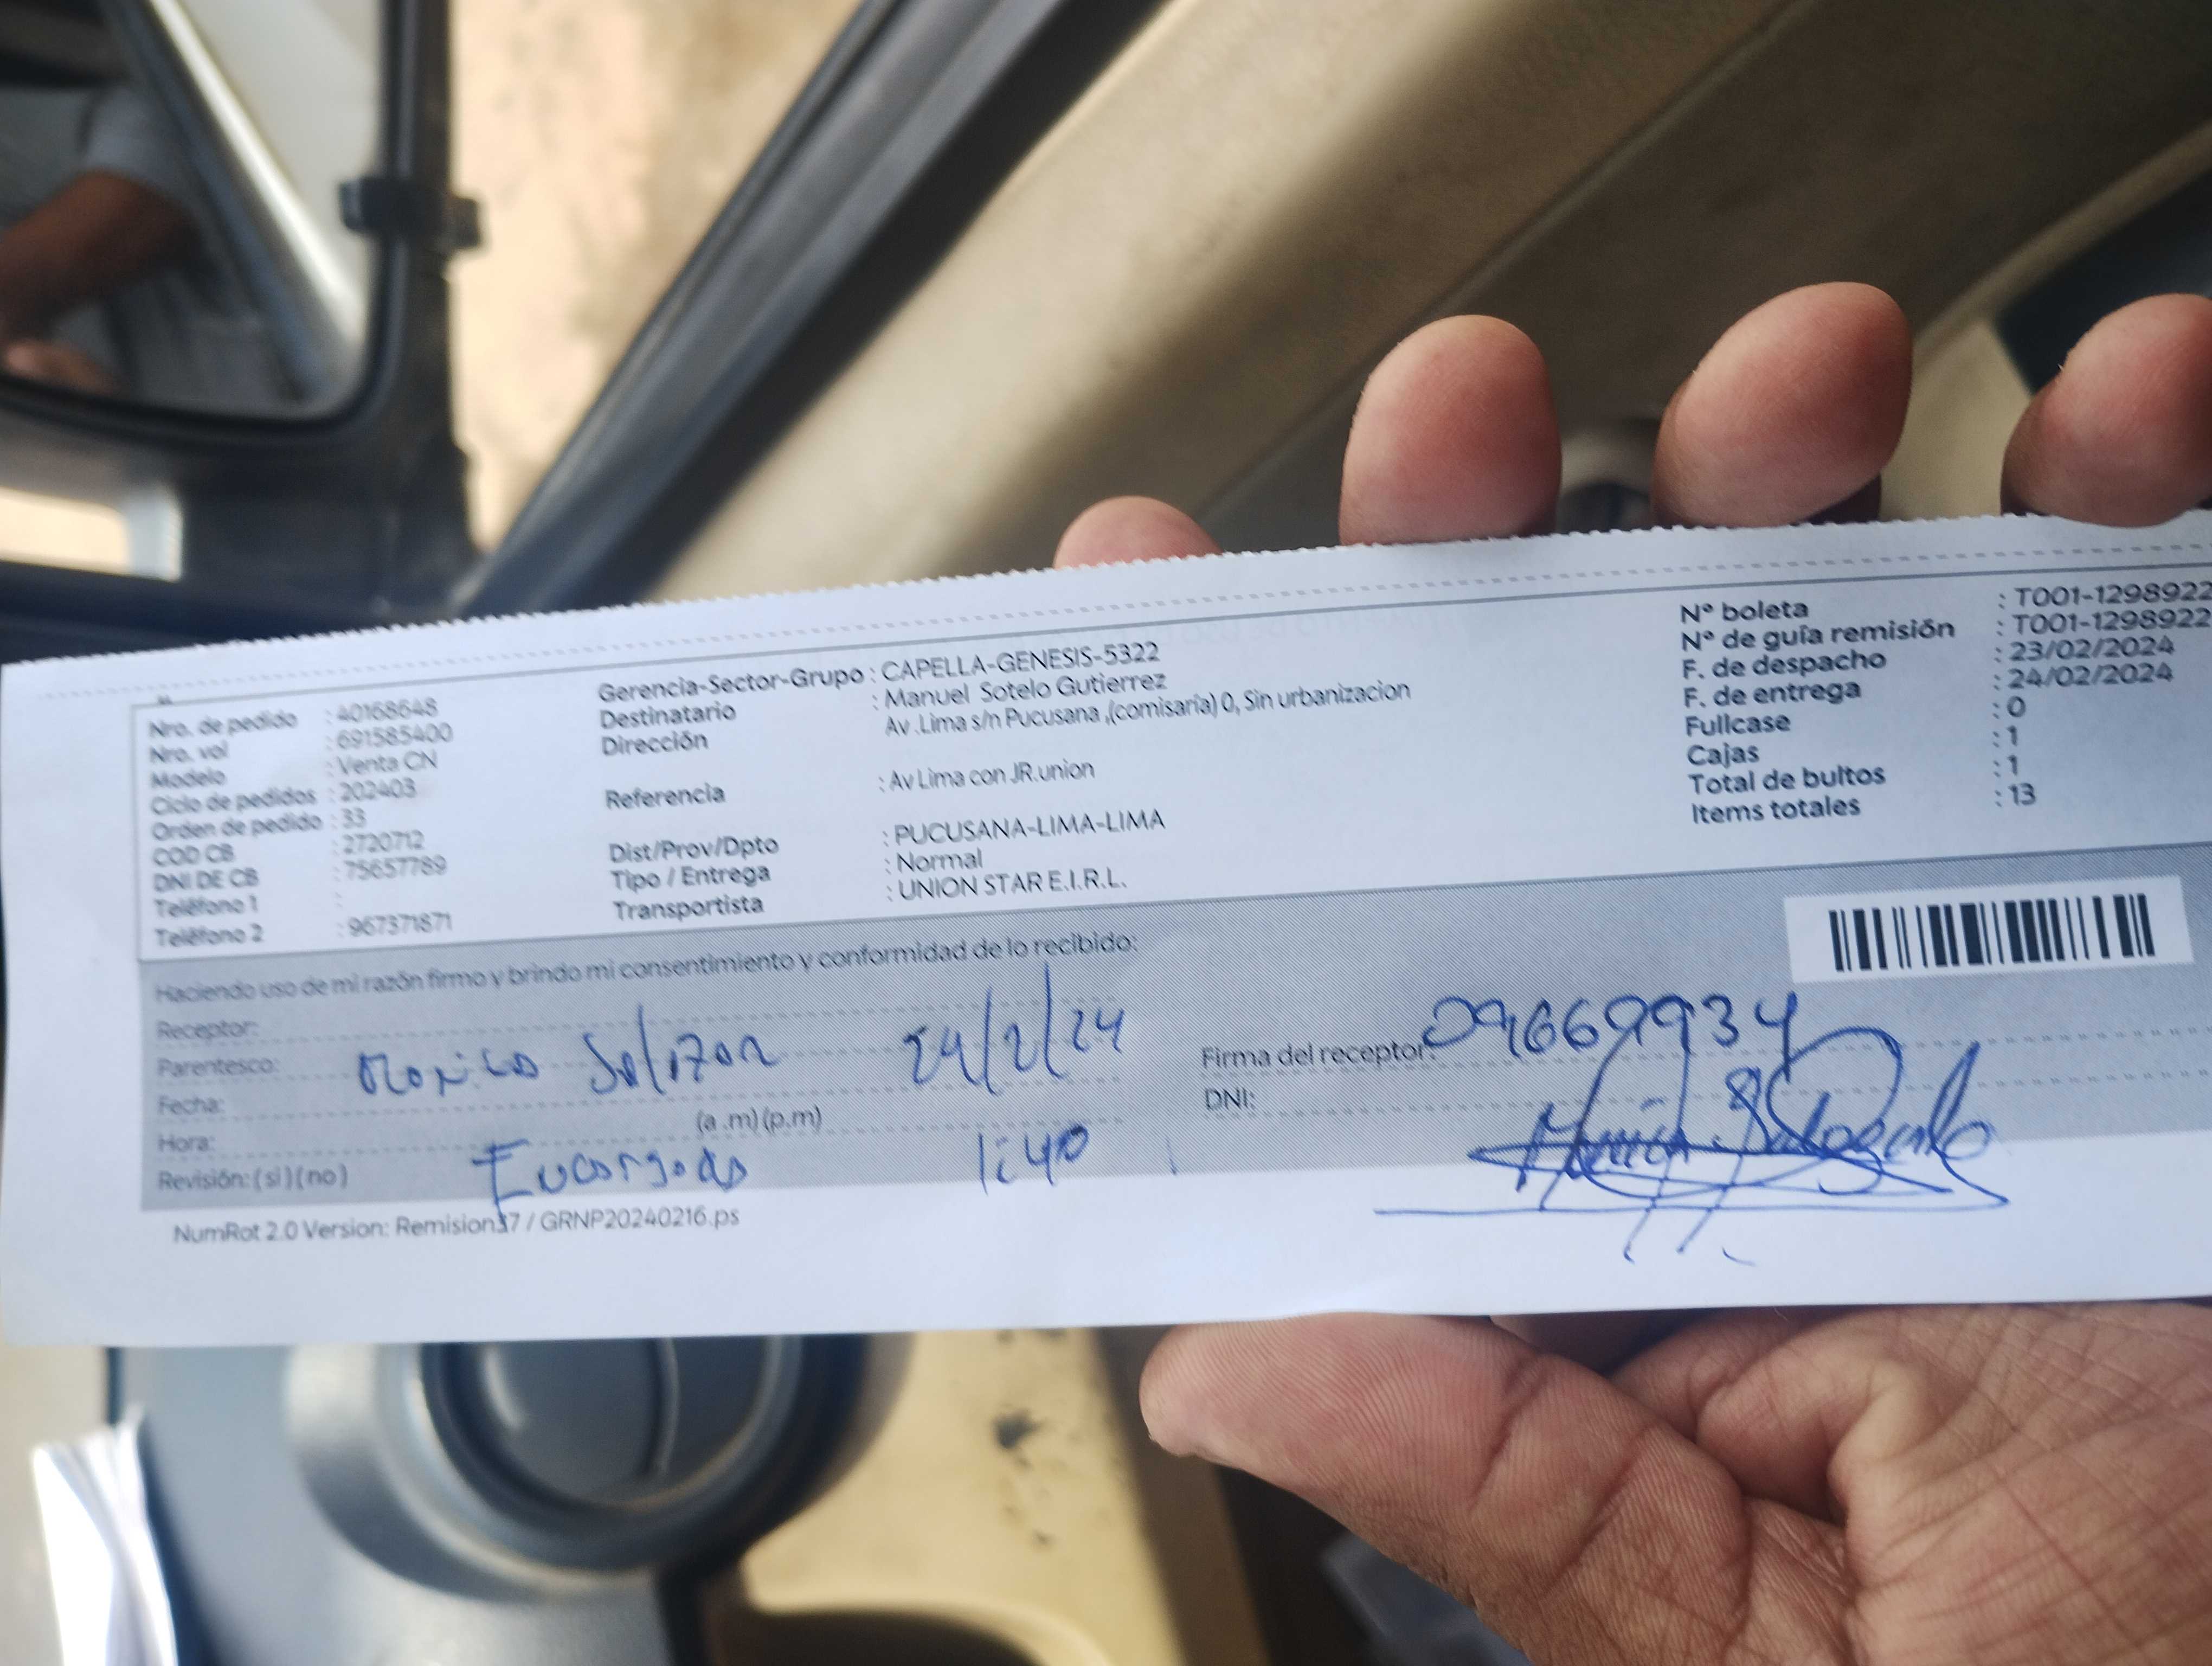 Nro. de pedido : 40168648
Nro. vol : 691585400
Modelo : Venta CN
Ciclo de pedidos : 202403
Orden de pedido : 33
COD CB : 2720712
DNI DE CB : 75657789
Teléfono 1 :
Teléfono 2 : 967371871
Gerencia-Sector-Grupo : CAPELLA-GENESIS-5322
Destinatario : Manuel Sotelo Gutierrez
Dirección Av .Lima s/n Pucusana ,(comisaría) 0, Sin urbanizacion
Referencia : Av Lima con JR.union
Dist/Prov/Dpto : PUCUSANA-LIMA-LIMA
Tipo / Entrega : Normal
Transportista : UNION STAR E.I.R.L.
N° boleta : T001-1298922
N° de guía remisión : T001-1298922
F. de despacho : 23/02/2024
F. de entrega : 24/02/2024
Fullcase : 0
Cajas : 1
Total de bultos : 1
Items totales : 13
Haciendo uso de mi razón firmo y brindo mi consentimiento y conformidad de lo recibido:
Receptor:
Parentesco: 24/2/24
Fecha:
Hora: (a .m) (p.m)
Revisión: ( si ) ( no ) 1:40
Firma del receptor: 09669934
DNI:
NumRot 2.0 Version: Remision37 / GRNP20240216.ps